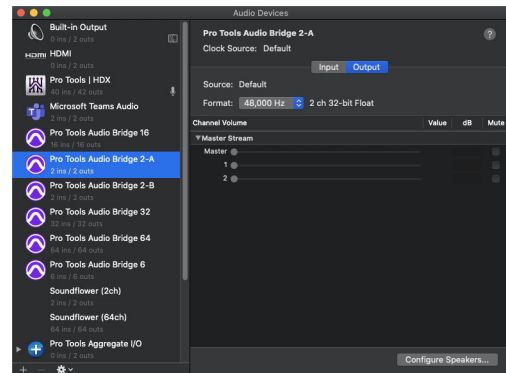 Audio Devices
Built-in Output
0 ins / 2 outs
HDMI HDMI
0 ins / 2 outs
Pro Tools | HDX
40 ins / 42 outs
Microsoft Teams Audio
2 ins / 2 outs
Pro Tools Audio Bridge 16
16 ins / 16 outs
Pro Tools Audio Bridge 2-A
2 ins / 2 outs
Pro Tools Audio Bridge 2-B
2 ins / 2 outs
Pro Tools Audio Bridge 32
32 ins / 32 outs
Pro Tools Audio Bridge 64
64 ins / 64 outs
Pro Tools Audio Bridge 6
6 ins / 6 outs
Soundflower (2ch)
2 ins / 2 outs
Soundflower (64ch)
64 ins / 64 outs
Pro Tools Aggregate I/O
0 ins / 2 outs
Pro Tools Audio Bridge 2-A
?
Clock Source: Default
Input Output
Source: Default
Format: 48,000 Hz 2 ch 32-bit Float
Channel Volume Value dB Mute
Master Stream
Master
1
2
Configure Speakers...